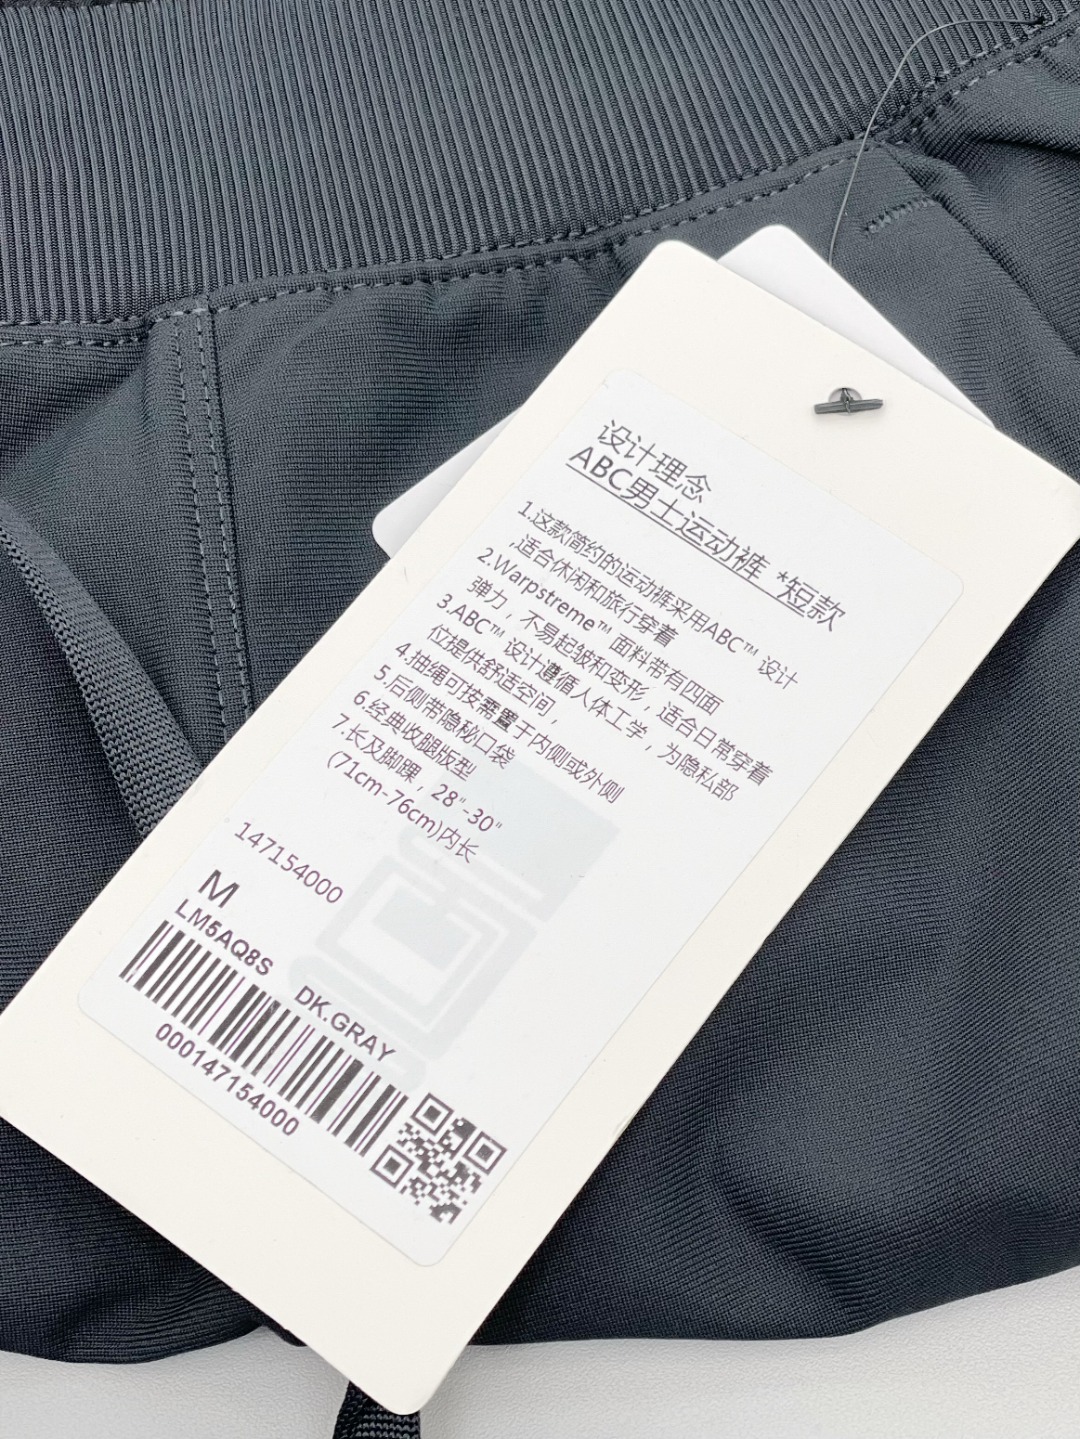 设计理念
ABC男士运动裤 *短款
1.这款简约的运动裤采用ABC™ 设计
,适合休闲和旅行穿着
2.Warpstreme™ 面料带有四面
弹力，不易起皱和变形，适合日常穿着
3.ABC™ 设计遵循人体工学，为隐私部
位提供舒适空间，
4.抽绳可按需置于内侧或外侧
5.后侧带隐秘口袋
6.经典收腿版型
7.长及脚踝，28"-30"
(71cm-76cm)内长
147154000
M
LM5AQ8S DK.GRAY
000147154000